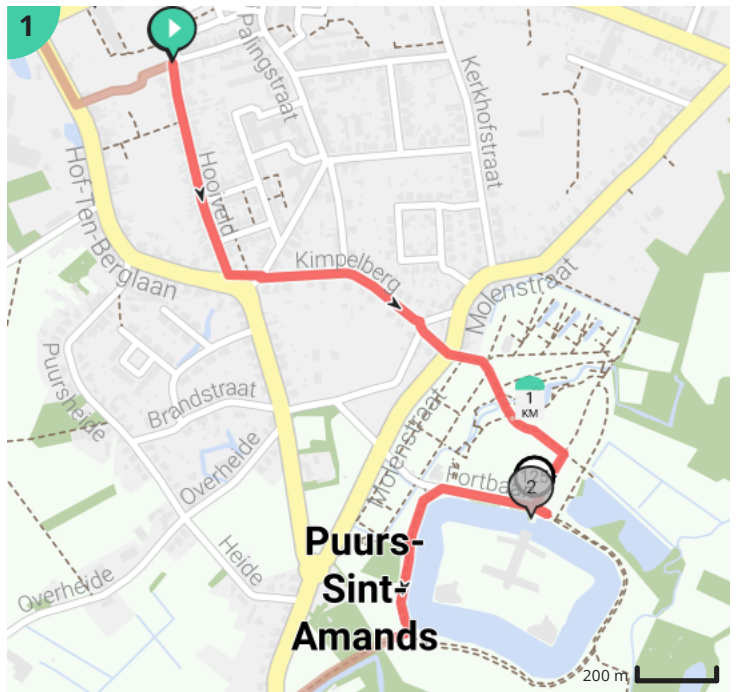 1
Palingstraat
Kerkhofstraat
Hof-Ten-Berglaan
Hooiveld
Kimpelberg
Molenstraat
Puursheide
Brandstraat
1
KM
Molenstraat
Overheide
2
Puurs-
Sint-
Amands
Heide
Overheide
200 m